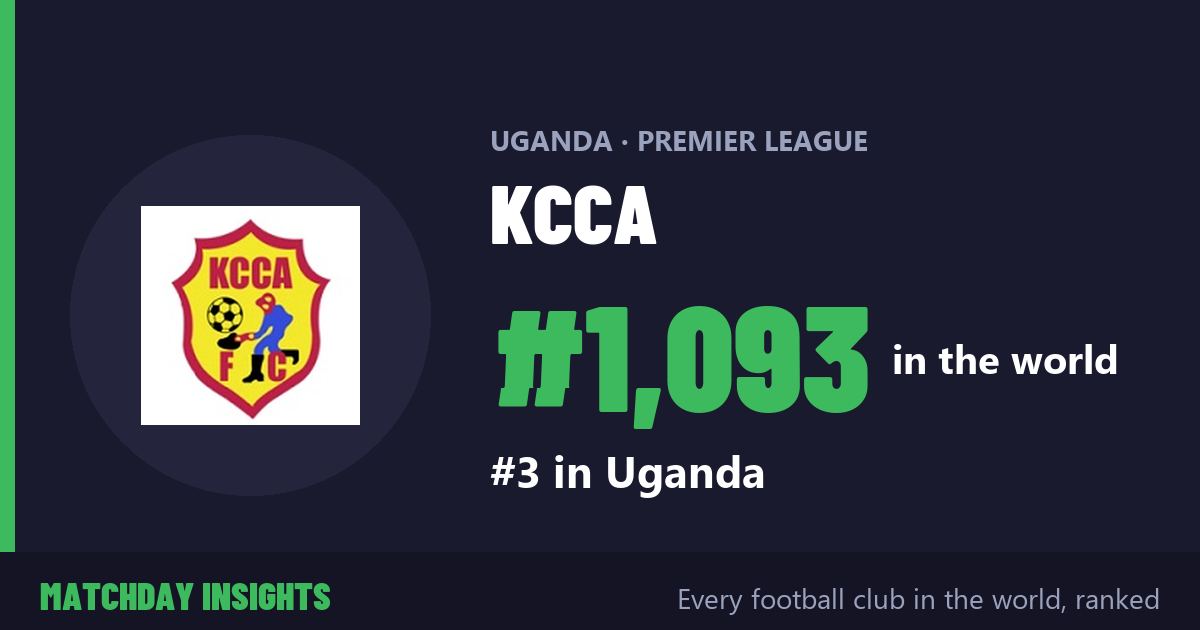 UGANDA · PREMIER LEAGUE
KCCA
KCCA
F C
#1,093 in the world
#3 in Uganda
MATCHDAY INSIGHTS
Every football club in the world, ranked